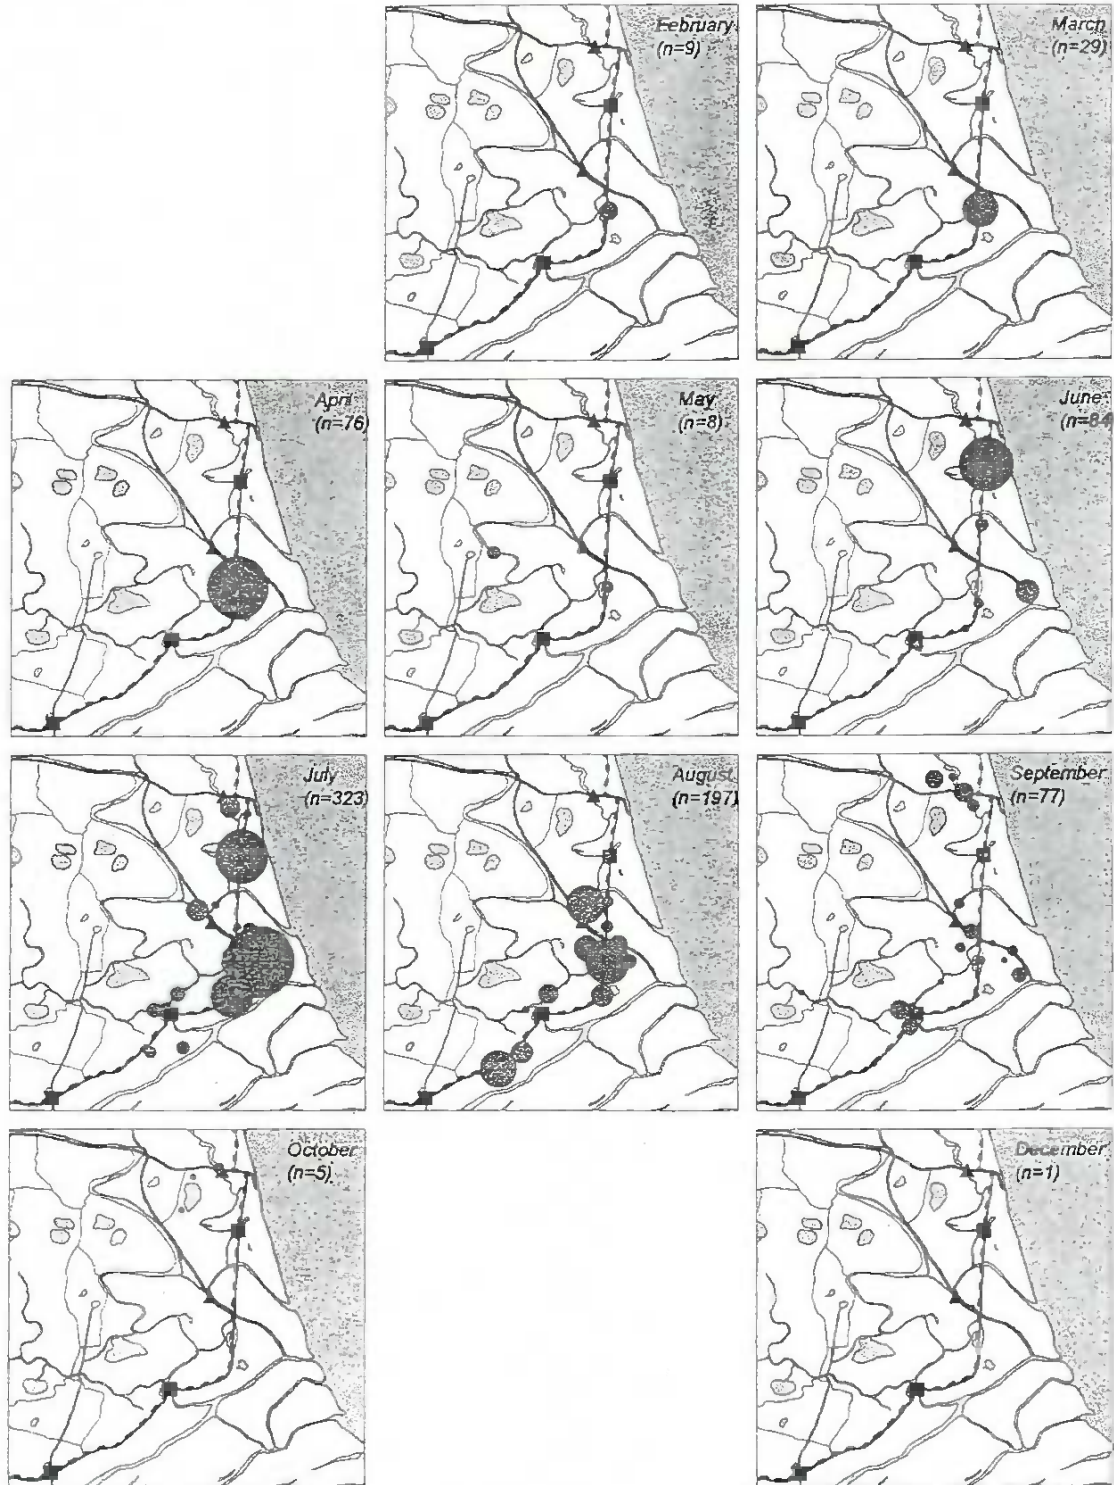 February
(n=9)
March
(n=29)
April
(n=76)
May
(n=8)
June
(n=84
July
(n=323)
August
(n=197)
September
(n=77)
October
(n=5)
December
(n=1)